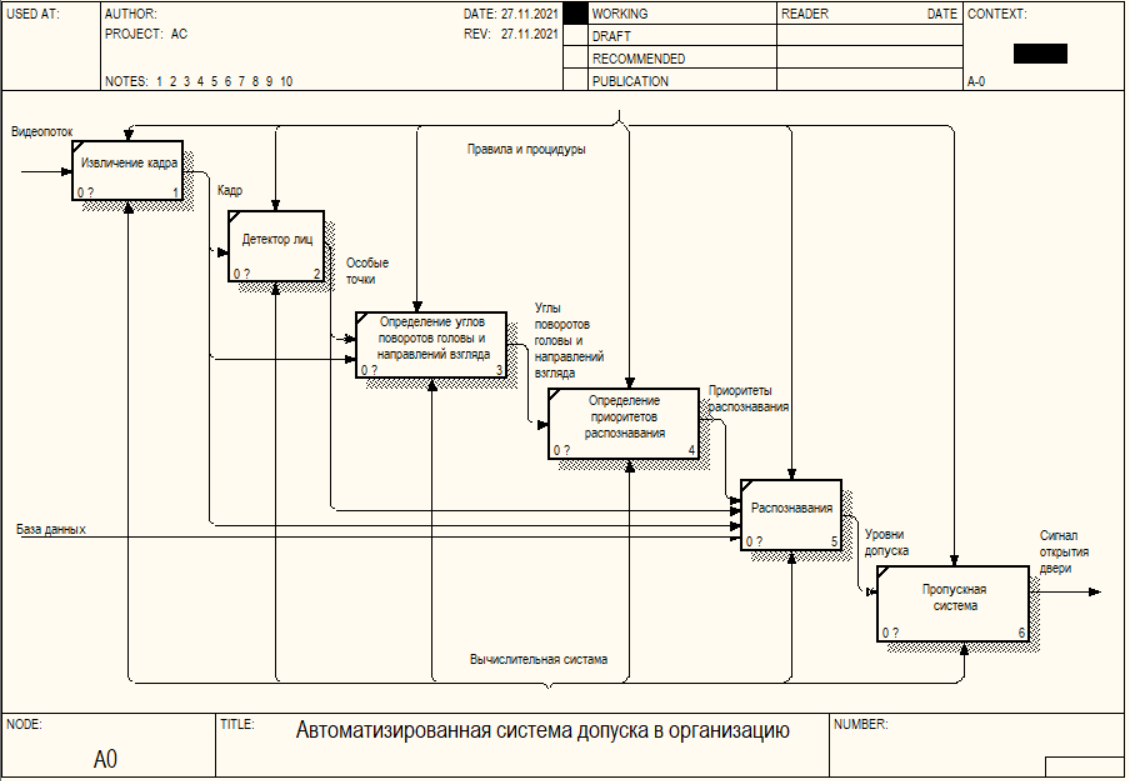 USED AT:
AUTHOR:
DATE: 27.11.2021
WORKING
READER
DATE
CONTEXT:
PROJECT: АС
REV: 27.11.2021
DRAFT
RECOMMENDED
NOTES: 1 2 3 4 5 6 7 8 9 10
PUBLICATION
A-0
Видеопоток
Правила и процидуры
Извличение кадра
0 ?
1
Кадр
Детектор лиц
0 ?
2
Особые
точки
Определение углов
поворотов головы и
направлений взгляда
0 ?
3
Углы
поворотов
головы и
направлений
взгляда
Определение
приоритетов
распознавания
0 ?
4
Приоритеты
распознавания
Распознавания
0 ?
5
База данных
Уровни
допуска
Сигнал
открытия
двери
Пропускная
система
0 ?
6
Вычислительная систама
NODE:
A0
TITLE:
Автоматизированная система допуска в организацию
NUMBER: